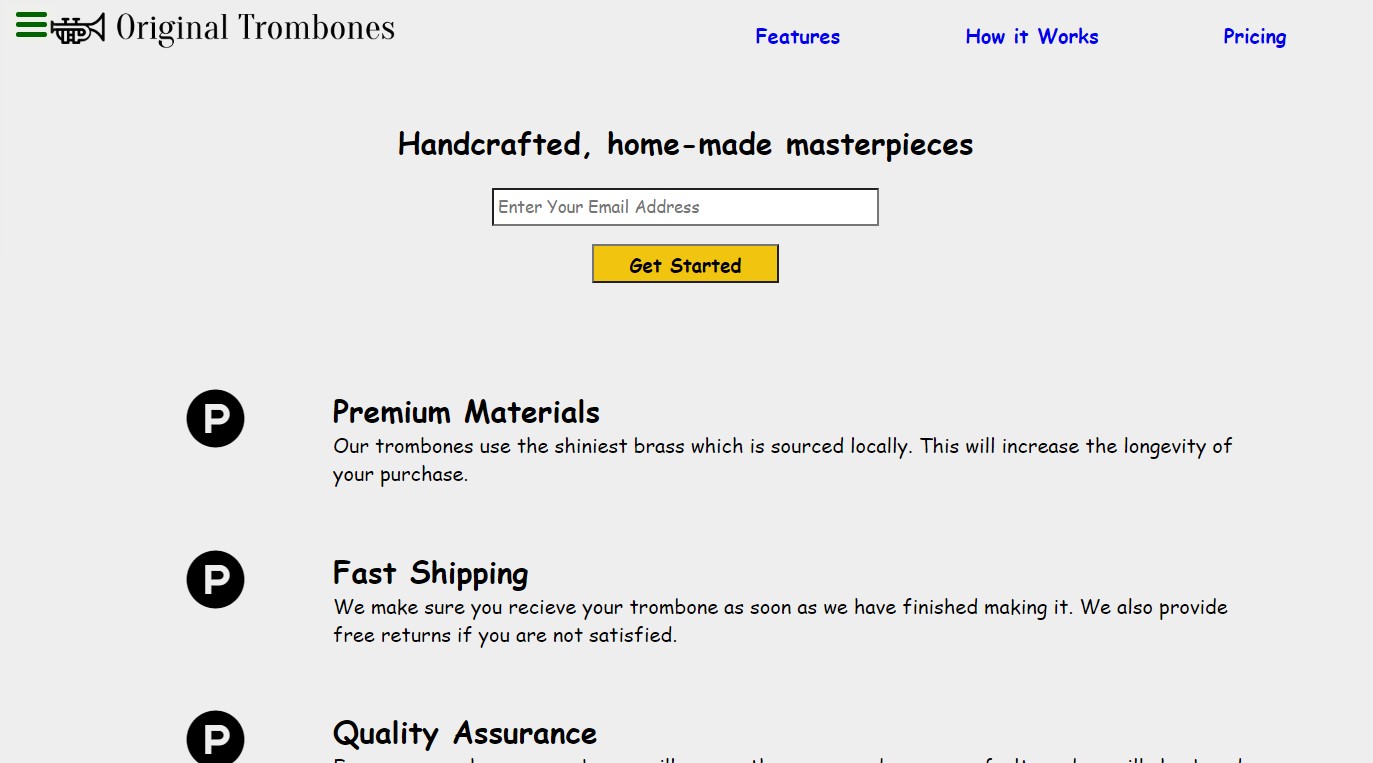 Original Trombones
Features
How it Works
Pricing
Handcrafted, home-made masterpieces
Enter Your Email Address
Get Started
P
Premium Materials
Our trombones use the shiniest brass which is sourced locally. This will increase the longevity of
your purchase.
P
Fast Shipping
We make sure you recieve your trombone as soon as we have finished making it. We also provide
free returns if you are not satisfied.
P
Quality Assurance